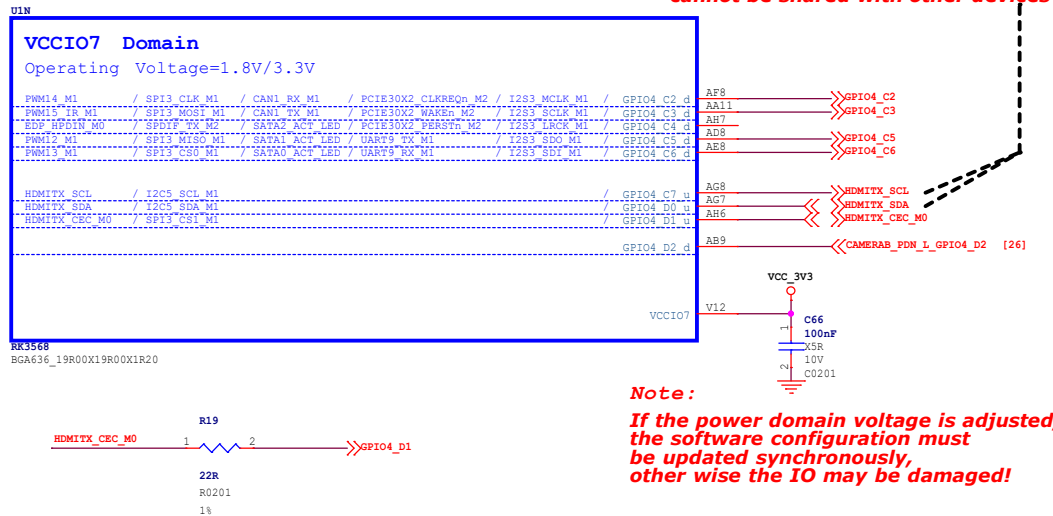 cannot be shared with other devices
U1N
VCCIO7 Domain
Operating Voltage=1.8V/3.3V
PWM14_M1 / SPI3_CLK_M1 / CAN1_RX_M1 / PCIE30X2_CLKREQn_M2 / I2S3_MCLK_M1 / GPIO4_C2_d AF8 GPIO4_C2
PWM15_IR_M1 / SPI3_MOSI_M1 / CAN1_TX_M1 / PCIE30X2_WAKEn_M2 / I2S3_SCLK_M1 / GPIO4_C3_d AA11 GPIO4_C3
EDP_HPDIN_M0 / SPDIF_TX_M2 / SATA2_ACT_LED / PCIE30X2_PERSTn_M2 / I2S3_LRCK_M1 / GPIO4_C4_d AH7
PWM12_M1 / SPI3_MISO_M1 / SATA1_ACT_LED / UART9_TX_M1 / I2S3_SDO_M1 / GPIO4_C5_d AD8 GPIO4_C5
PWM13_M1 / SPI3_CS0_M1 / SATA0_ACT_LED / UART9_RX_M1 / I2S3_SDI_M1 / GPIO4_C6_d AE8 GPIO4_C6
HDMITX_SCL / I2C5_SCL_M1 / GPIO4_C7_u AG8 HDMITX_SCL
HDMITX_SDA / I2C5_SDA_M1 / GPIO4_D0_u AG7 HDMITX_SDA
HDMITX_CEC_M0 / SPI3_CS1_M1 / GPIO4_D1_u AH6 HDMITX_CEC_M0
GPIO4_D2_d AB9 CAMERAB_PDN_L_GPIO4_D2 [26]
VCC_3V3
VCCIO7 V12
C66
1
100nF
X5R
10V
2
C0201
RK3568
BGA636_19R00X19R00X1R20
Note:
If the power domain voltage is adjusted,
the software configuration must
be updated synchronously,
other wise the IO may be damaged!
R19
HDMITX_CEC_M0 1 2 GPIO4_D1
22R
R0201
1%